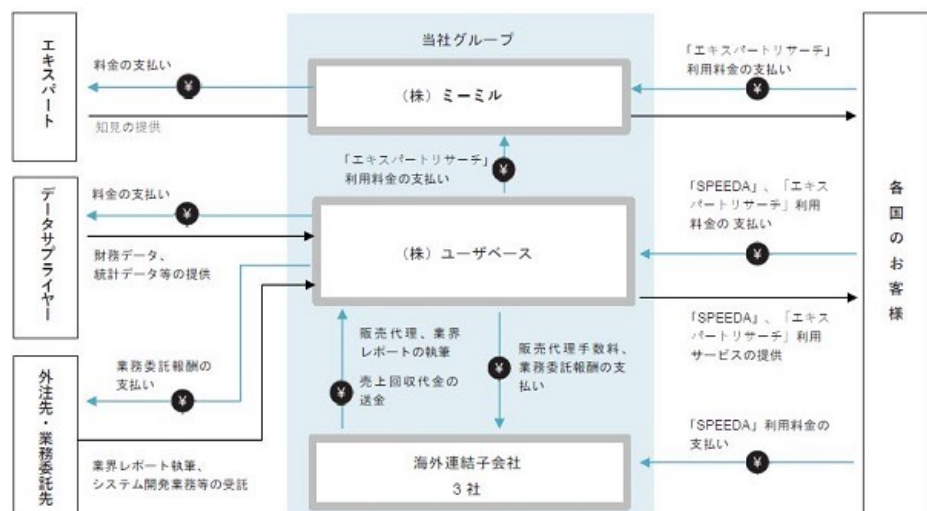 エキスパート
データサプライヤー
外注先・業務委託先
当社グループ
料金の支払い
¥
知見の提供
(株)ミーミル
「エキスパートリサーチ」
利用料金の支払い
¥
「エキスパートリサーチ」
利用料金の支払い
¥
料金の支払い
¥
財務データ、
統計データ等の提供
(株)ユーザベース
「SPEEDA」、「エキス
パートリサーチ」利用
料金の支払い
¥
「SPEEDA」、「エキス
パートリサーチ」利用
サービスの提供
業務委託報酬の
支払い
¥
販売代理、業界
レポートの執筆
¥
売上回収代金の
送金
¥
販売代理手数料、
業務委託報酬の支
払い
業界レポート執筆、
システム開発業務等の受託
海外連結子会社
3社
「SPEEDA」利用料金の
支払い
¥
各国のお客様